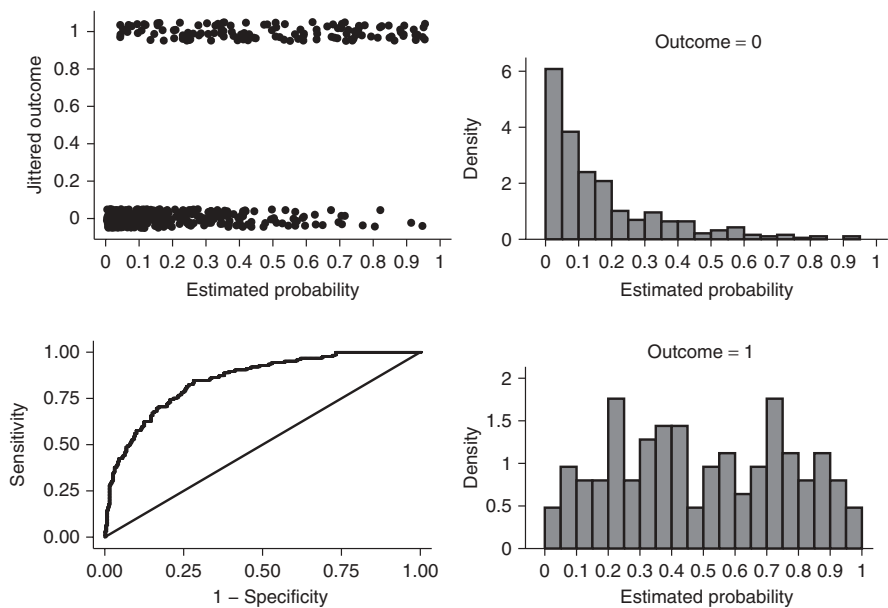 Jittered outcome
1
0.8
0.6
0.4
0.2
0
0 0.1 0.2 0.3 0.4 0.5 0.6 0.7 0.8 0.9 1
Estimated probability
Outcome = 0
Density
6
4
2
0
0 0.1 0.2 0.3 0.4 0.5 0.6 0.7 0.8 0.9 1
Estimated probability
Sensitivity
1.00
0.75
0.50
0.25
0.00
0.00 0.25 0.50 0.75 1.00
1 – Specificity
Outcome = 1
Density
2
1.5
1
0.5
0
0 0.1 0.2 0.3 0.4 0.5 0.6 0.7 0.8 0.9 1
Estimated probability